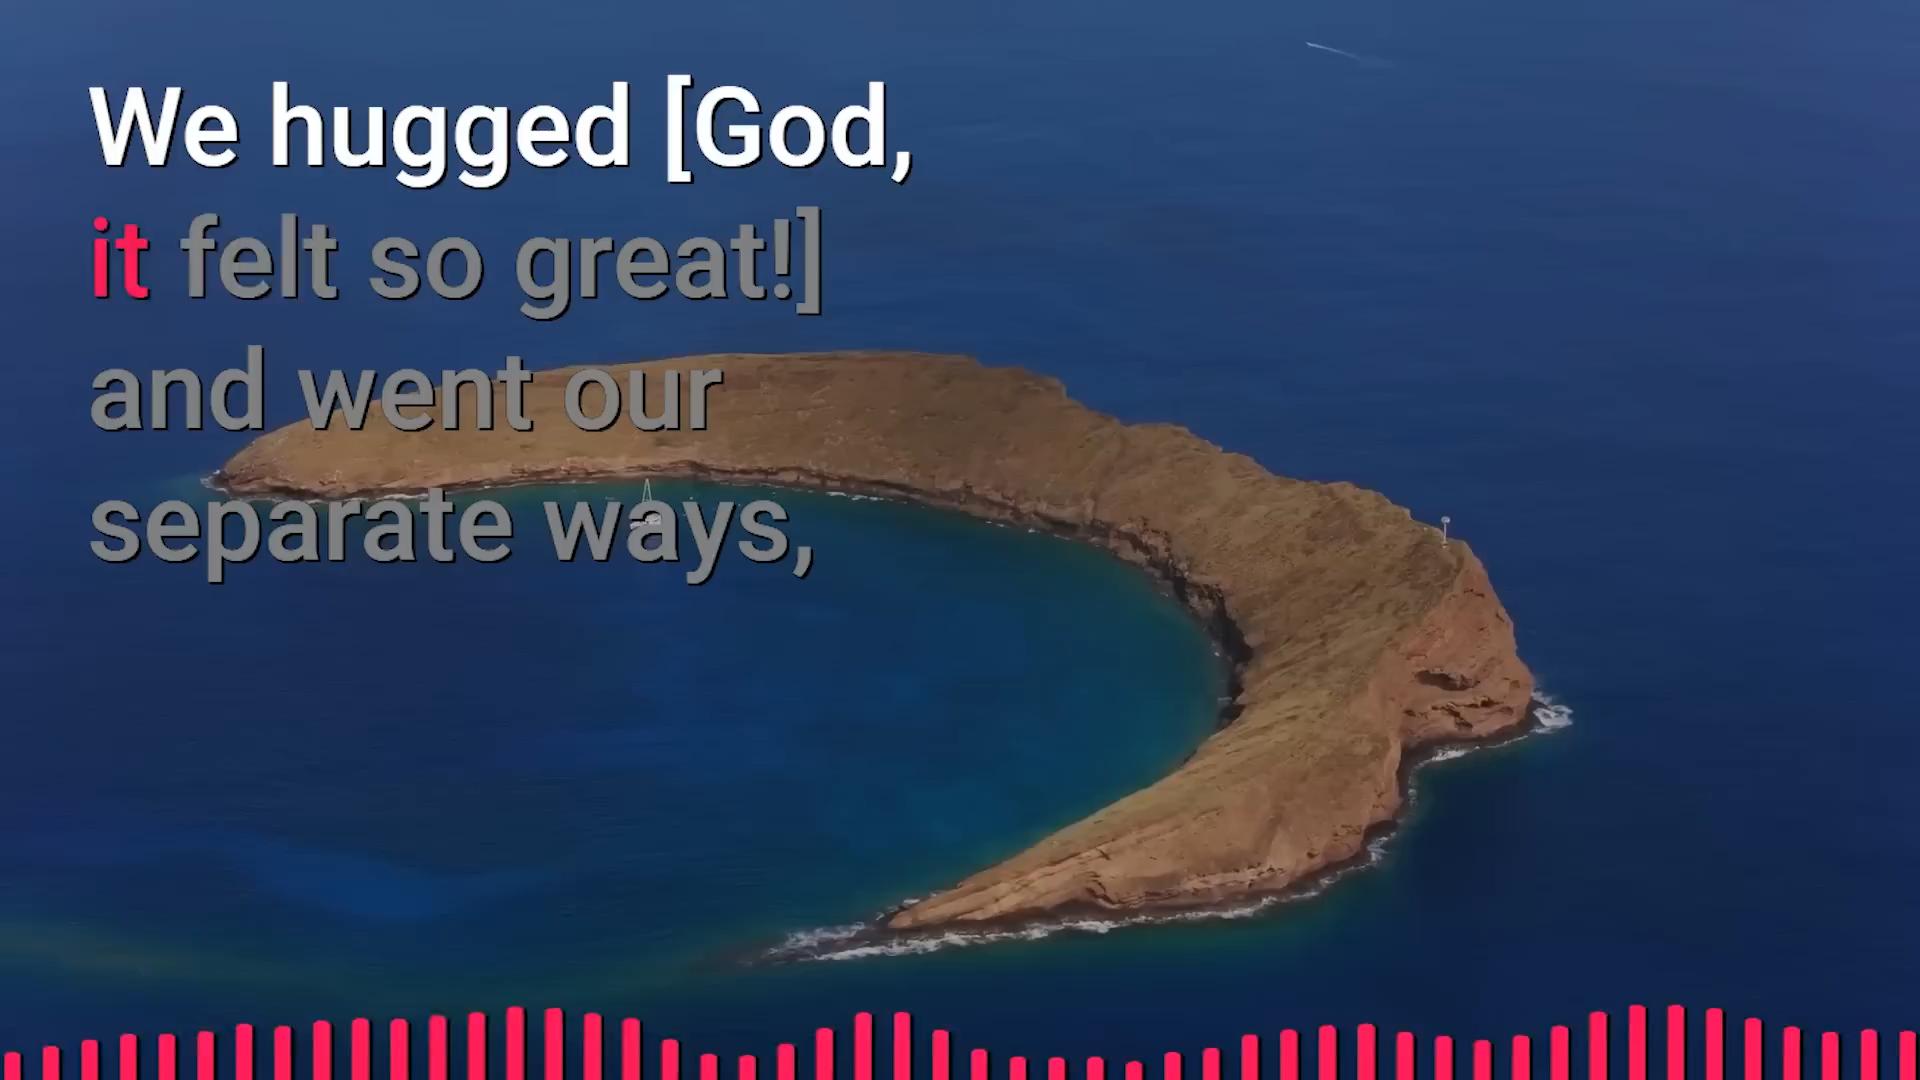 We hugged [God,
it felt so great!]
and went our
separate ways,